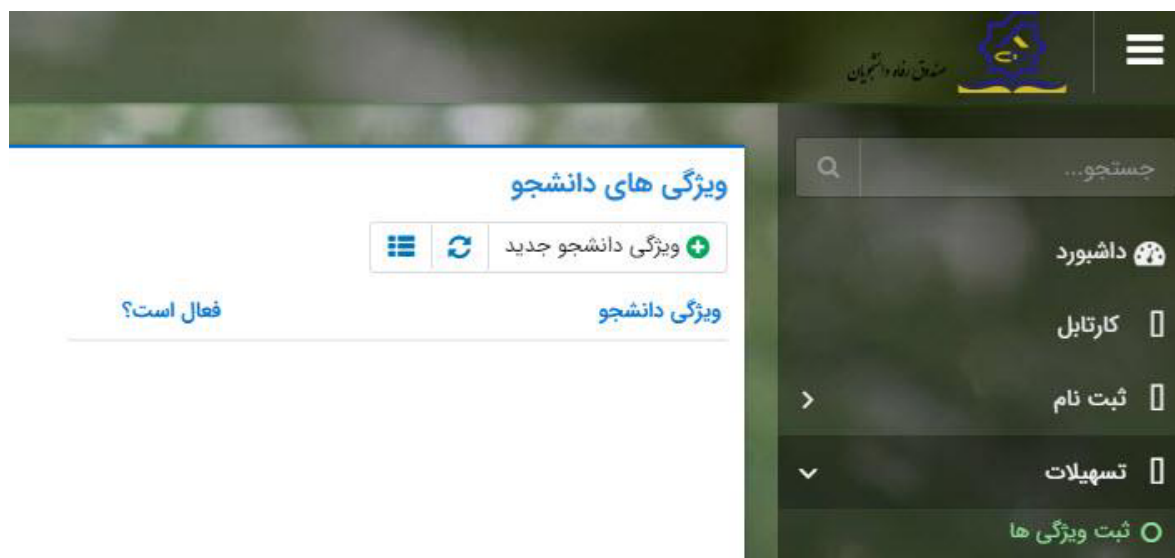 صندوق رفاه دانشجویان
جستجو...
داشبورد
کارتابل
ثبت نام
تسهیلات
ثبت ویژگی ها
ویژگی های دانشجو
ویژگی دانشجو جدید
ویژگی دانشجو فعال است؟